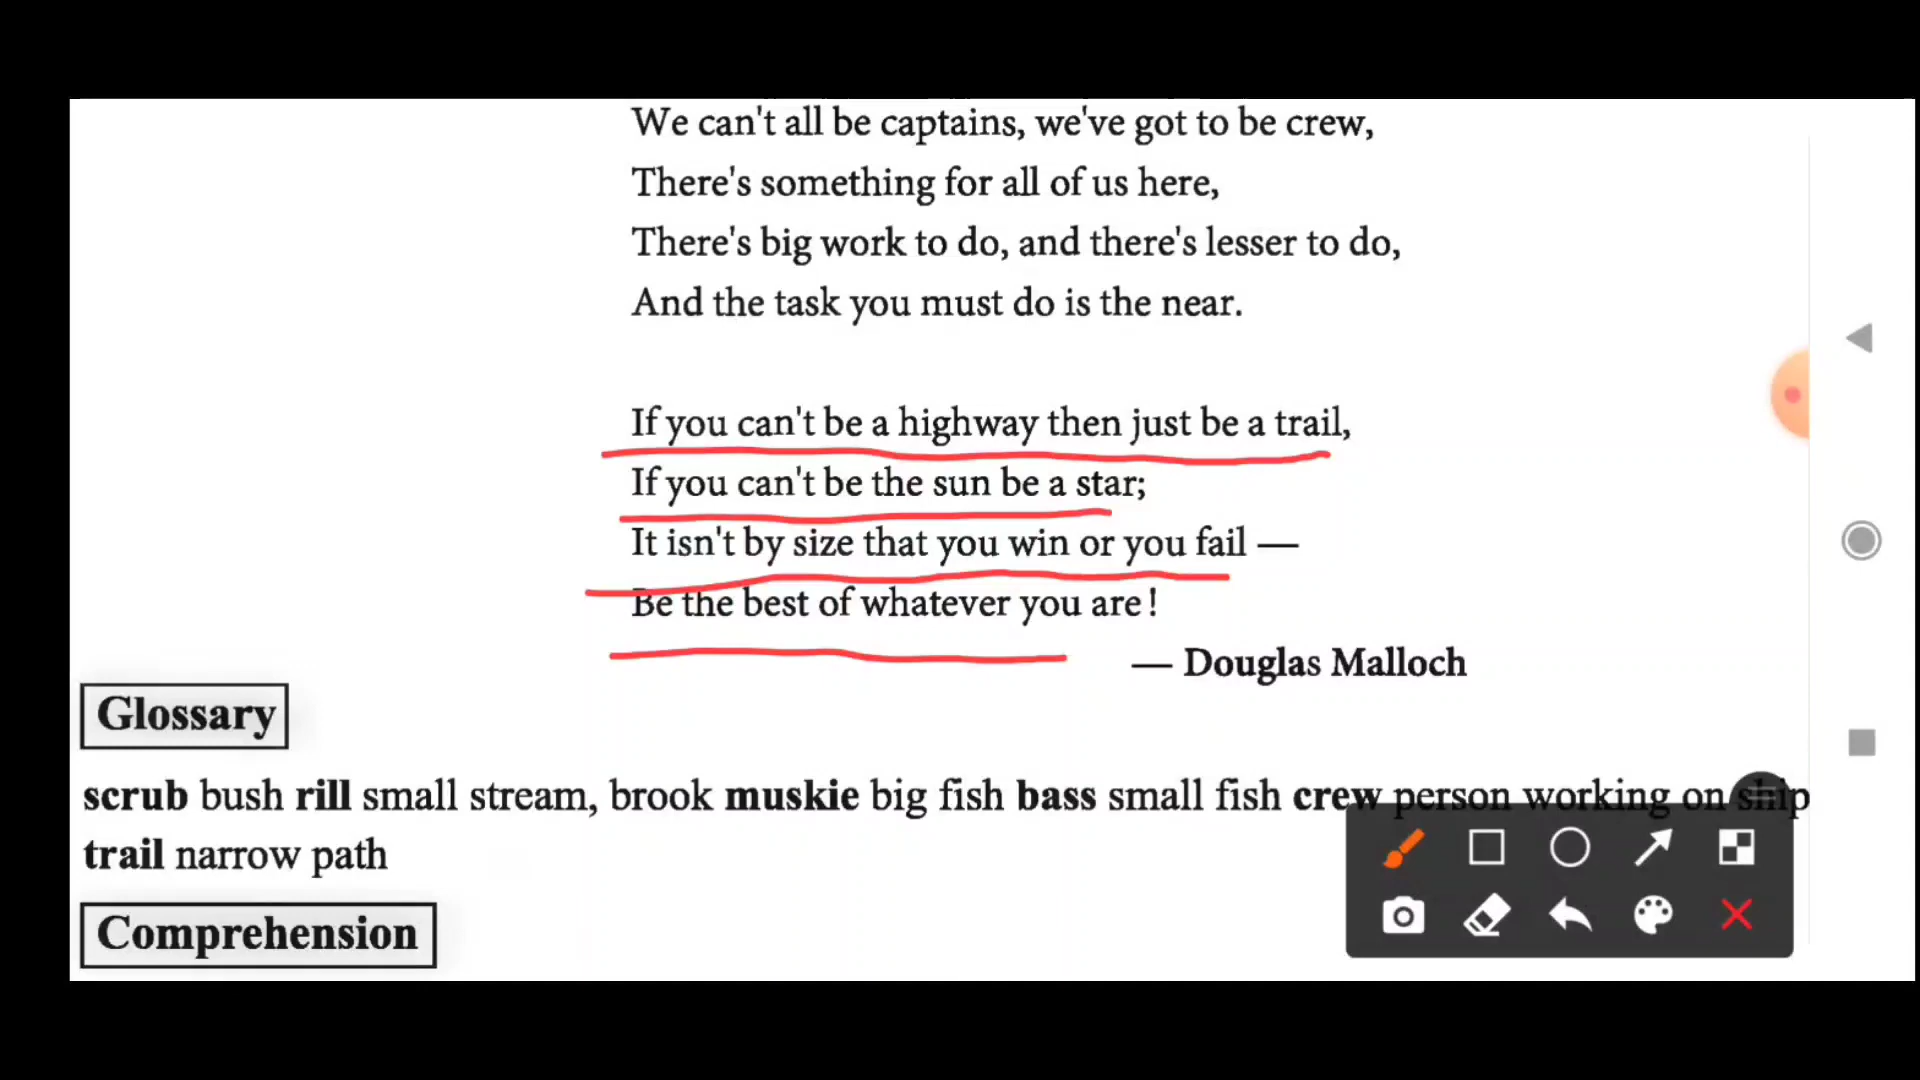 We can't all be captains, we've got to be crew,
There's something for all of us here,
There's big work to do, and there's lesser to do,
And the task you must do is the near.
If you can't be a highway then just be a trail,
If you can't be the sun be a star;
It isn't by size that you win or you fail —
Be the best of whatever you are!
— Douglas Malloch
Glossary
scrub bush rill small stream, brook muskie big fish bass small fish crew person working on ship
trail narrow path
Comprehension